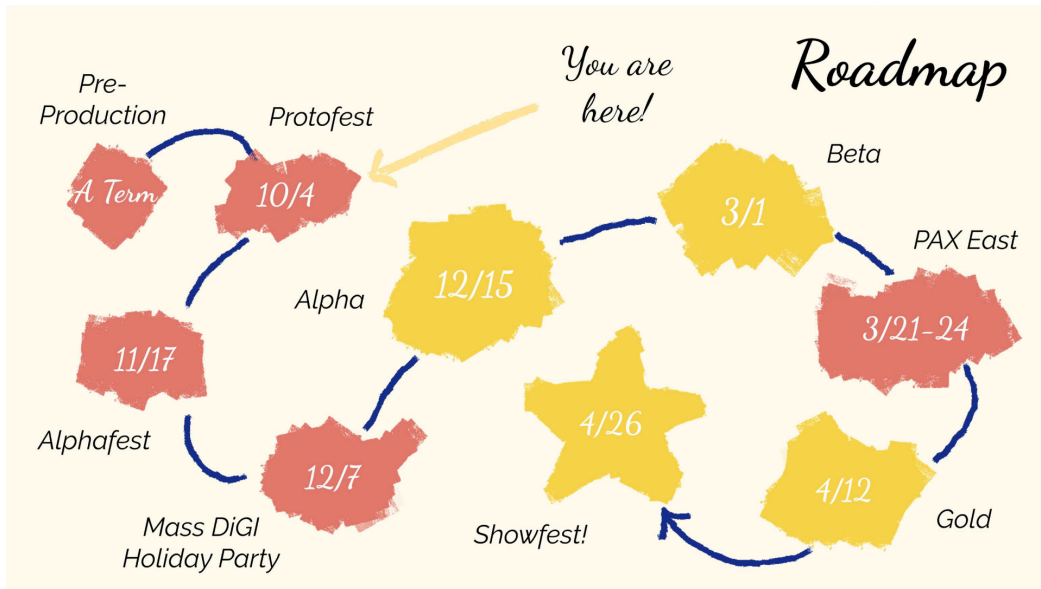 Roadmap
You are
here!
Pre-
Production
A Term
Protofest
10/4
11/17
Alphafest
12/7
Mass DiGI
Holiday Party
Alpha
12/15
Beta
3/1
PAX East
3/21-24
4/12
Gold
4/26
Showfest!